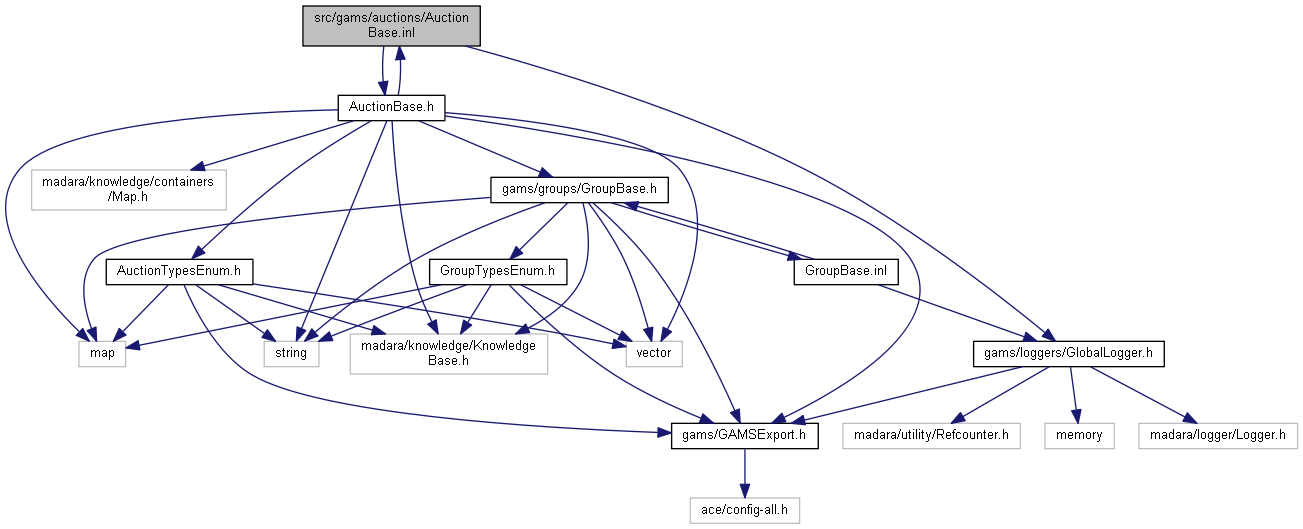 src/gams/auctions/Auction
Base.inl
AuctionBase.h
madara/knowledge/containers
/Map.h
gams/groups/GroupBase.h
AuctionTypesEnum.h
GroupTypesEnum.h
GroupBase.inl
map
string
madara/knowledge/Knowledge
Base.h
vector
gams/loggers/GlobalLogger.h
gams/GAMSExport.h
madara/utility/Refcounter.h
memory
madara/logger/Logger.h
ace/config-all.h